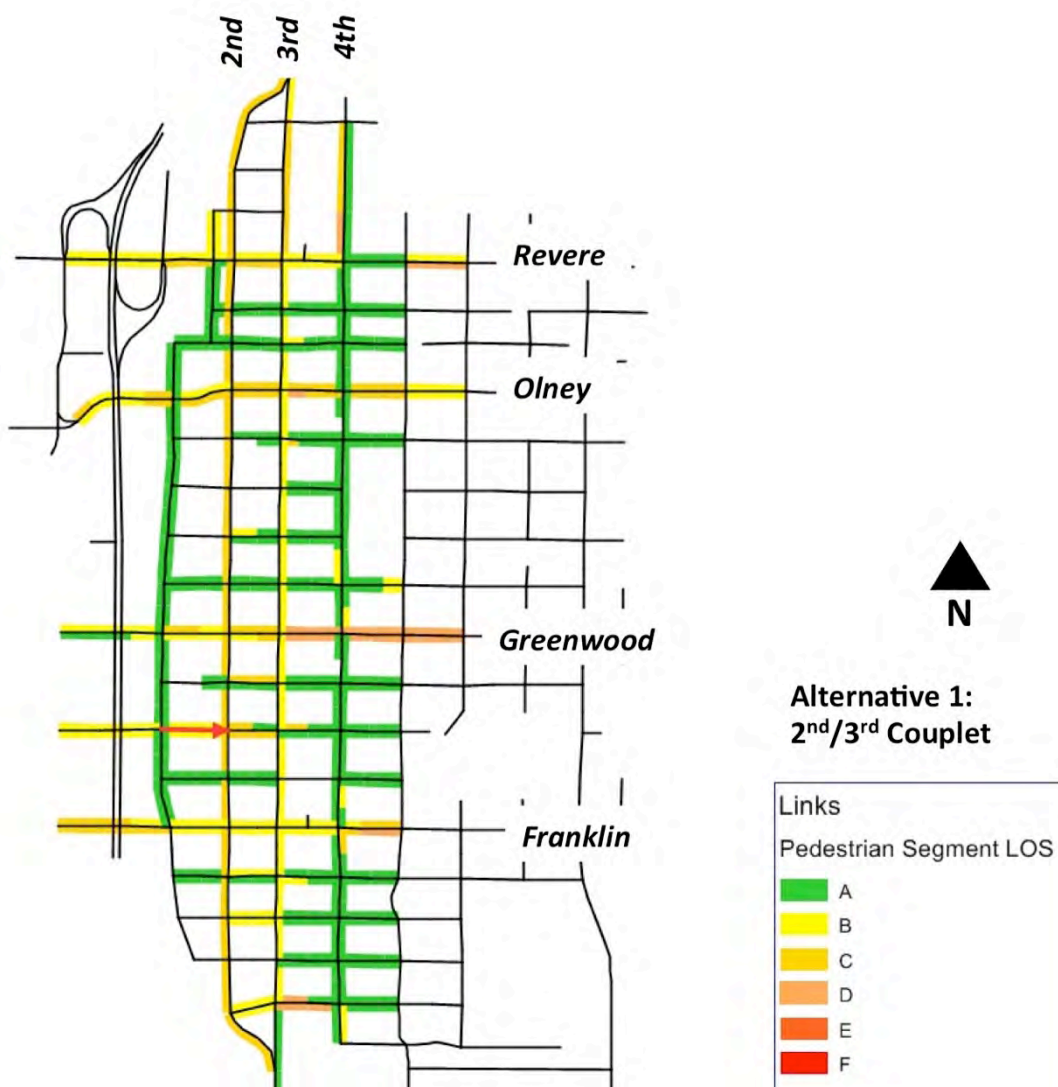 2nd
3rd
4th
Revere
Olney
Greenwood
N
Alternative 1:
2nd/3rd Couplet
Links
Pedestrian Segment LOS
A
B
C
D
E
F
Franklin